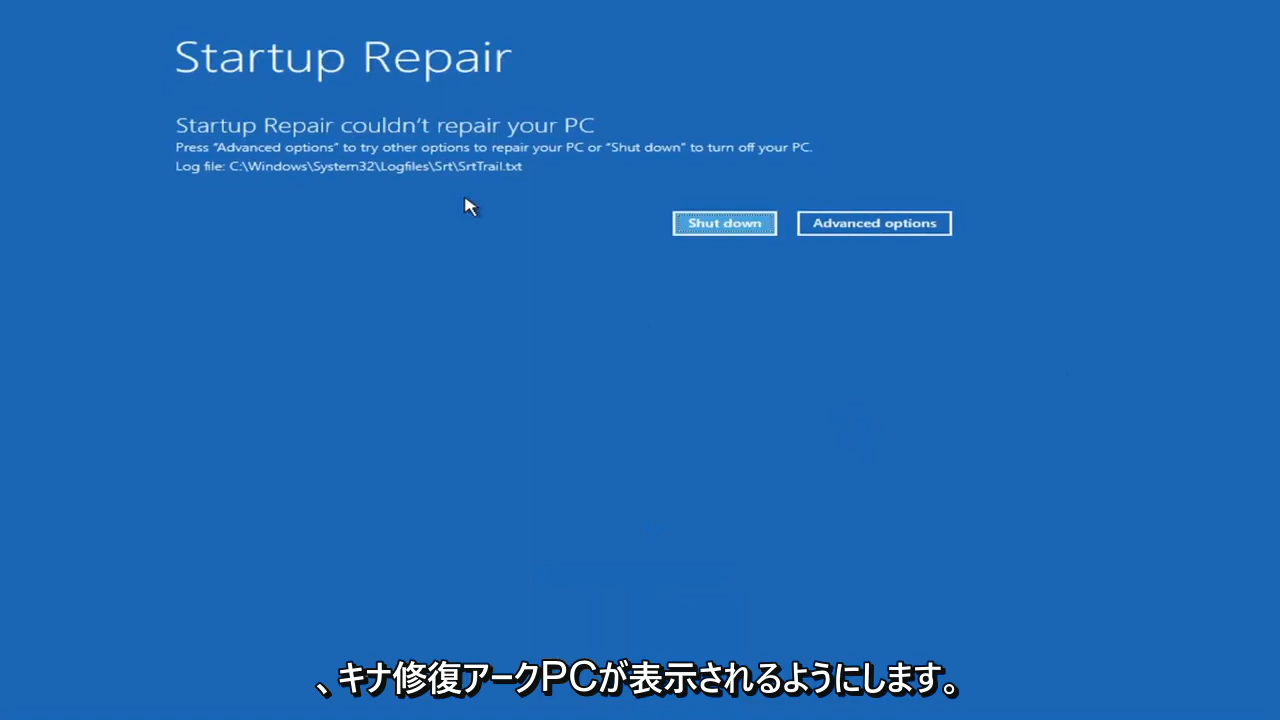 Startup Repair
Startup Repair couldn't repair your PC
Press "Advanced options" to try other options to repair your PC or "Shut down" to turn off your PC.
Log file: C:\Windows\System32\Logfiles\Srt\SrtTrail.txt
Shut down
Advanced options
、キナ修復アークPCが表示されるようにします。